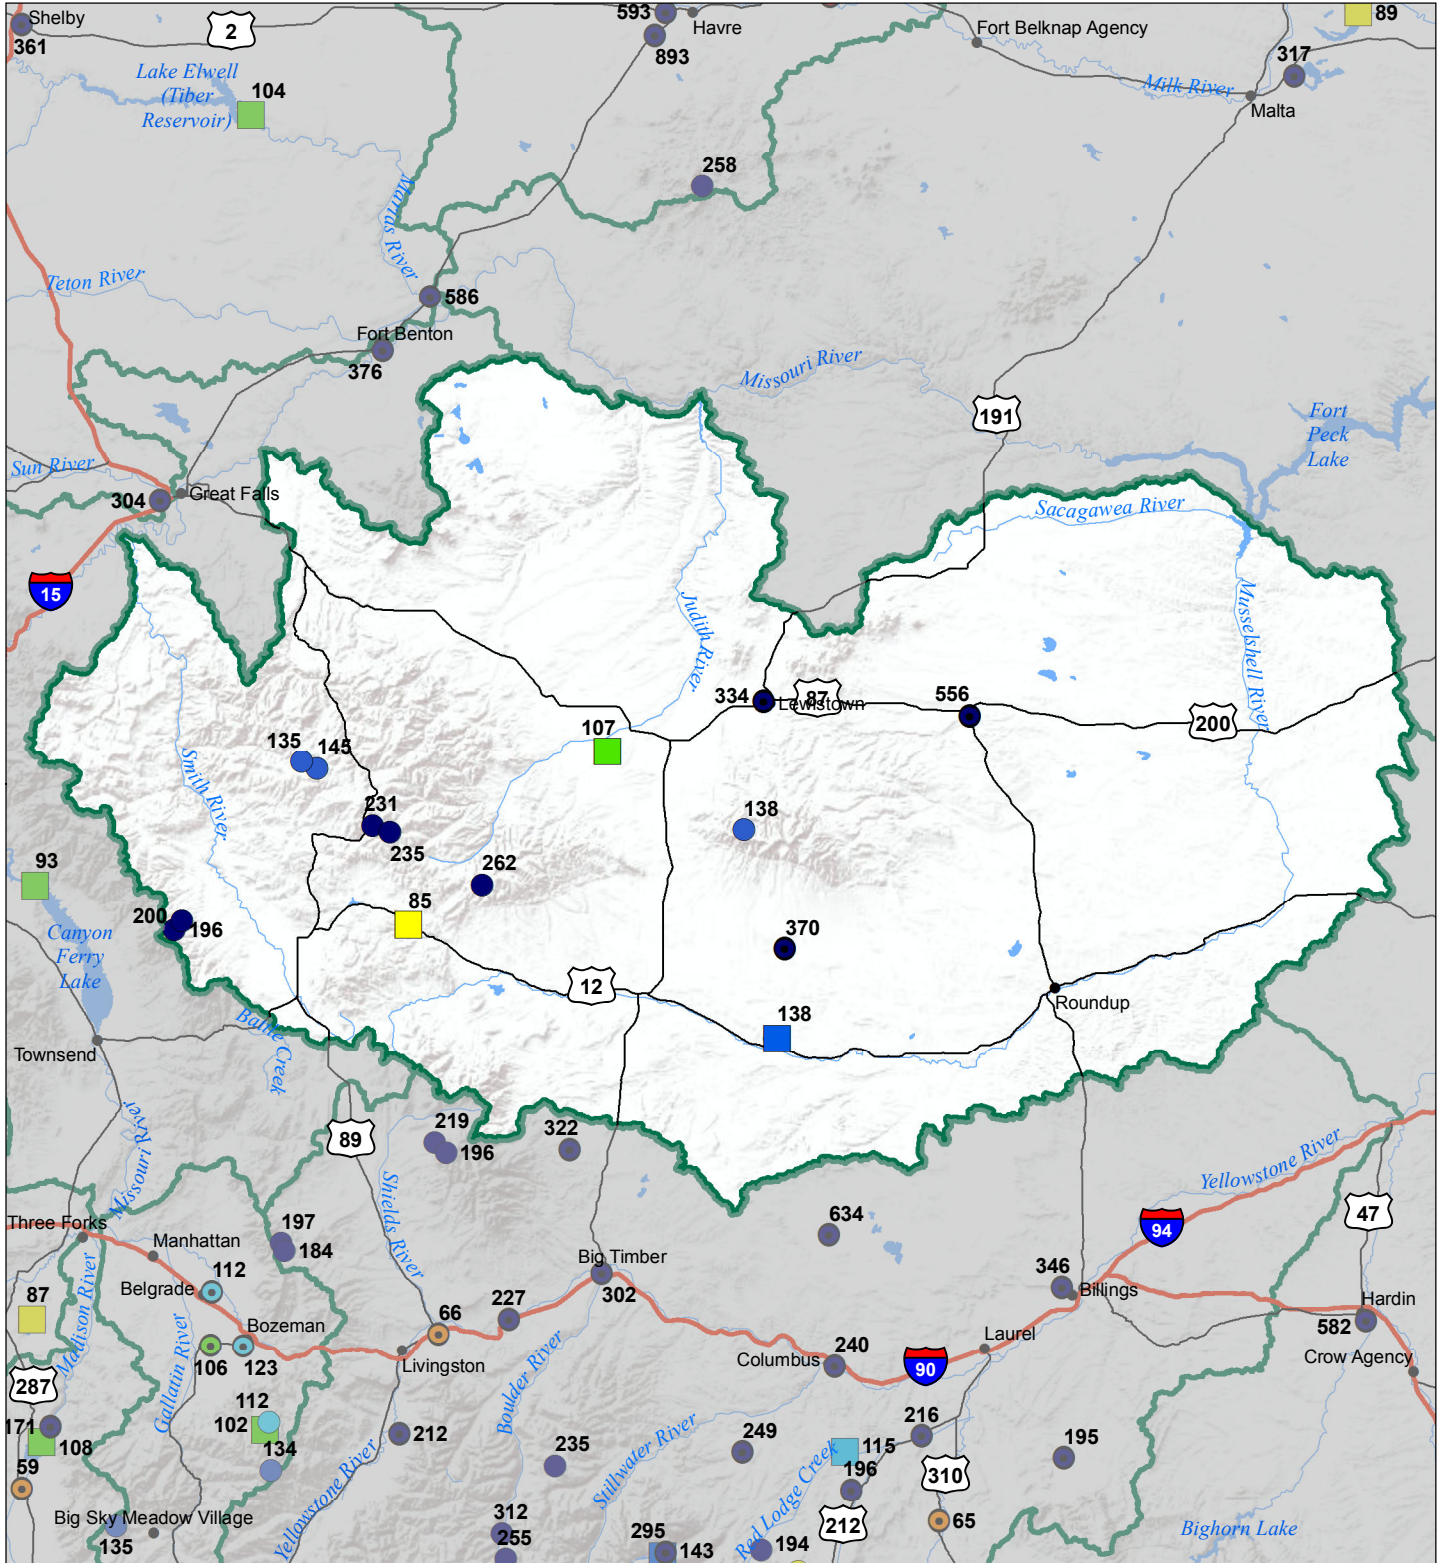 Shelby
361
2
593
Havre
893
Fort Belknap Agency
89
317
Malta
Milk River
Lake Elwell
(Tiber
Reservoir)
104
258
Marias River
Teton River
586
Fort Benton
376
Missouri River
191
Fort
Peck
Lake
Sun River
304
Great Falls
Sacagawea River
15
Judith River
Musselshell River
334
87
Lewistown
556
200
107
135
145
Smith River
231
235
138
262
93
85
200
196
Canyon
Ferry
Lake
370
12
Roundup
138
Battle Creek
Townsend
Missouri River
89
219
196
322
Shields River
Yellowstone River
Three Forks
197
184
Manhattan
634
94
47
Big Timber
302
112
Belgrade
346
Billings
Hardin
582
87
Madison River
66
227
Bozeman
106
123
Livingston
Gallatin River
Boulder River
Columbus
240
90
Laurel
Crow Agency
287
171
108
112
102
134
212
235
Stillwater River
249
115
216
195
59
Yellowstone River
196
310
Red Lodge Creek
212
65
Big Sky Meadow Village
135
312
255
295
143
194
Bighorn Lake